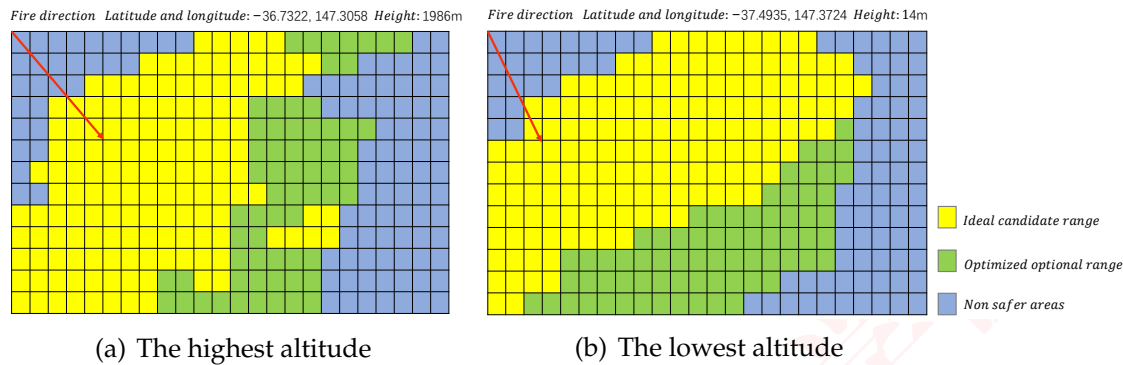 Fire direction Latitude and longitude: −36.7322, 147.3058 Height: 1986m
Fire direction Latitude and longitude: −37.4935, 147.3724 Height: 14m
Ideal candidate range
Optimized optional range
Non safer areas
(a) The highest altitude
(b) The lowest altitude